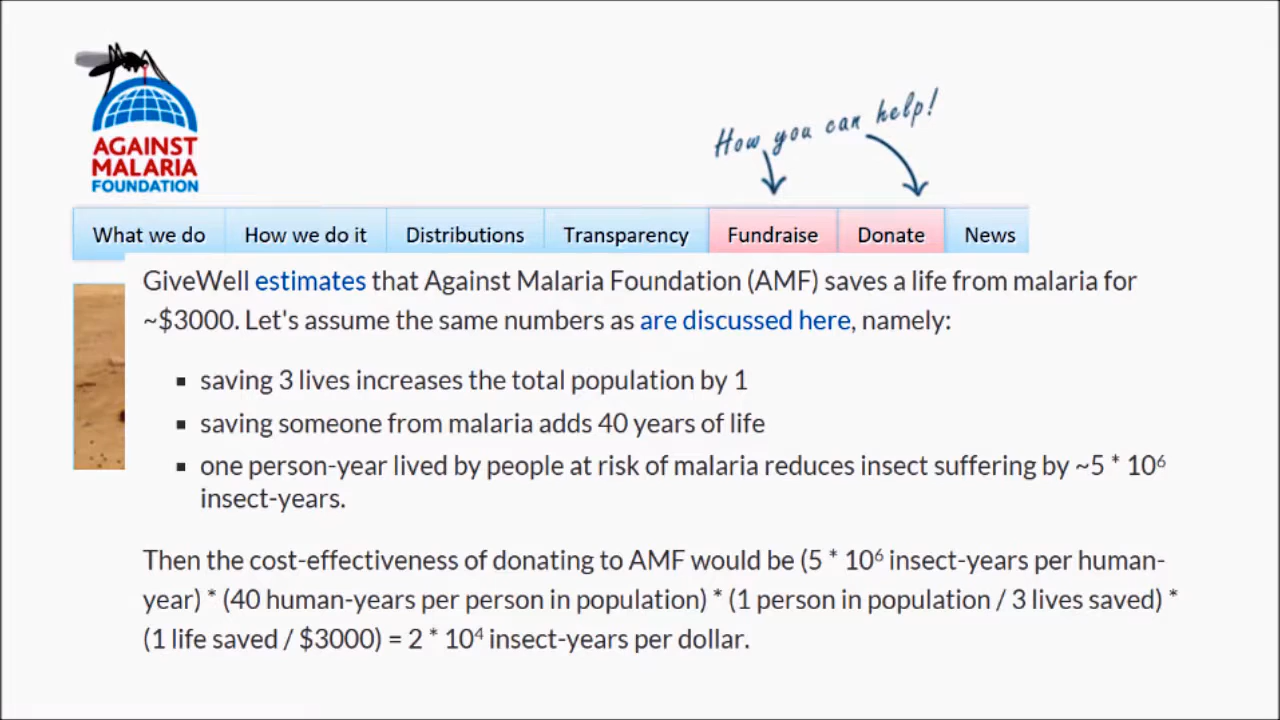 AGAINST
MALARIA
FOUNDATION
How you can help!
What we do How we do it Distributions Transparency Fundraise Donate News
GiveWell estimates that Against Malaria Foundation (AMF) saves a life from malaria for
~$3000. Let's assume the same numbers as are discussed here, namely:
▪ saving 3 lives increases the total population by 1
▪ saving someone from malaria adds 40 years of life
▪ one person-year lived by people at risk of malaria reduces insect suffering by ~5 * 10⁶
insect-years.
Then the cost-effectiveness of donating to AMF would be (5 * 10⁶ insect-years per human-
year) * (40 human-years per person in population) * (1 person in population / 3 lives saved) *
(1 life saved / $3000) = 2 * 10⁴ insect-years per dollar.